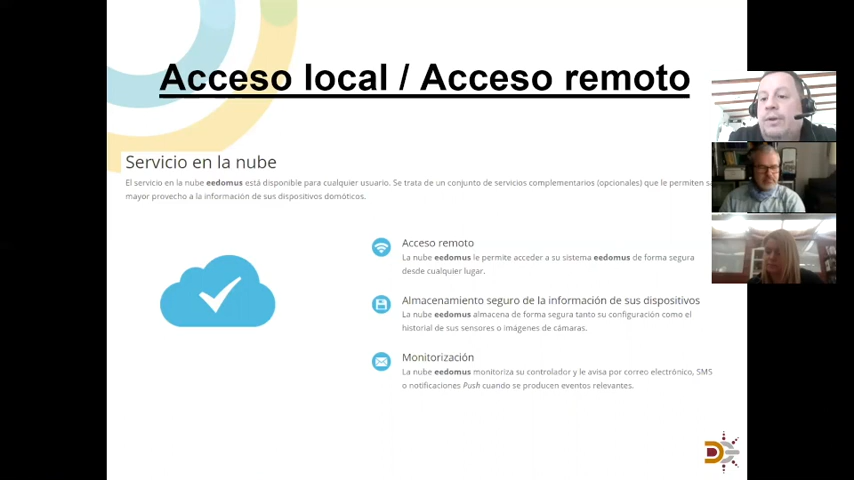 Acceso local / Acceso remoto
Servicio en la nube
El servicio en la nube eedomus está disponible para cualquier usuario. Se trata de un conjunto de servicios complementarios (opcionales) que le permiten
mayor provecho a la información de sus dispositivos domóticos.
Acceso remoto
La nube eedomus le permite acceder a su sistema eedomus de forma segura
desde cualquier lugar.
Almacenamiento seguro de la información de sus dispositivos
La nube eedomus almacena de forma segura tanto su configuración como el
historial de sus sensores o imágenes de cámaras.
Monitorización
La nube eedomus monitoriza su controlador y le avisa por correo electrónico, SMS
o notificaciones Push cuando se producen eventos relevantes.